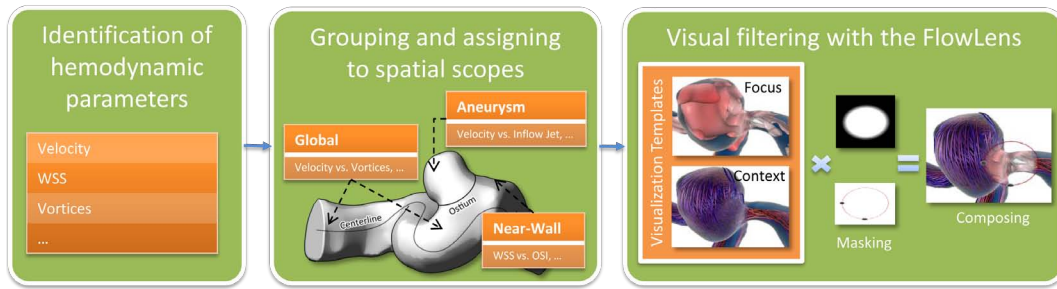 Identification of
hemodynamic
parameters
Velocity
WSS
Vortices
...
Grouping and assigning
to spatial scopes
Aneurysm
Velocity vs. Inflow Jet, ...
Global
Velocity vs. Vortices, ...
Centerline
Ostium
Near-Wall
WSS vs. OSI, ...
Visual filtering with the FlowLens
Visualization Templates
Focus
Context
Masking
Composing